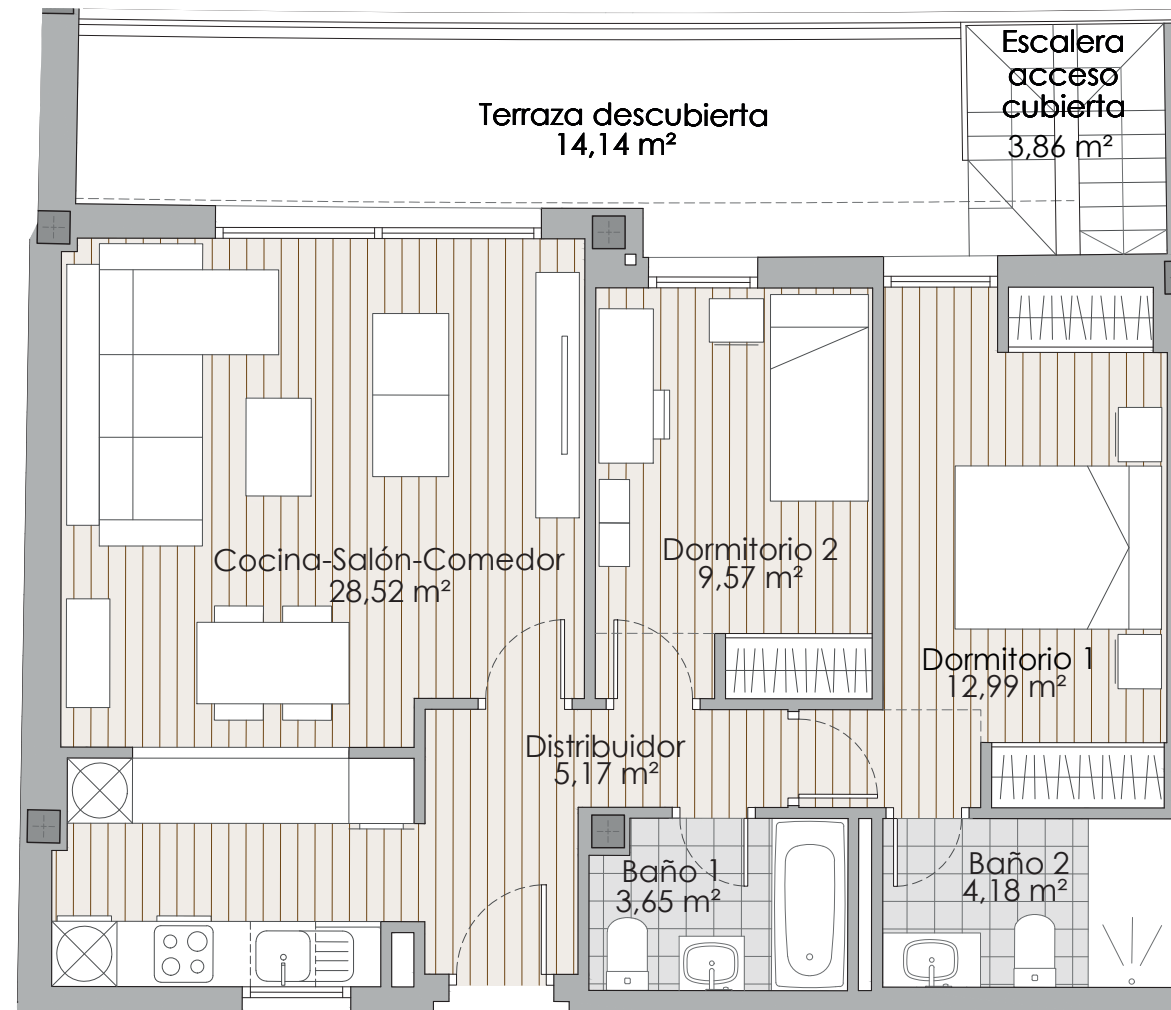 Escalera
acceso
cubierta
3,86 m²
Terraza descubierta
14,14 m²
Cocina-Salón-Comedor
28,52 m²
Dormitorio 2
9,57 m²
Dormitorio 1
12,99 m²
Distribuidor
5,17 m²
Baño 1
3,65 m²
Baño 2
4,18 m²